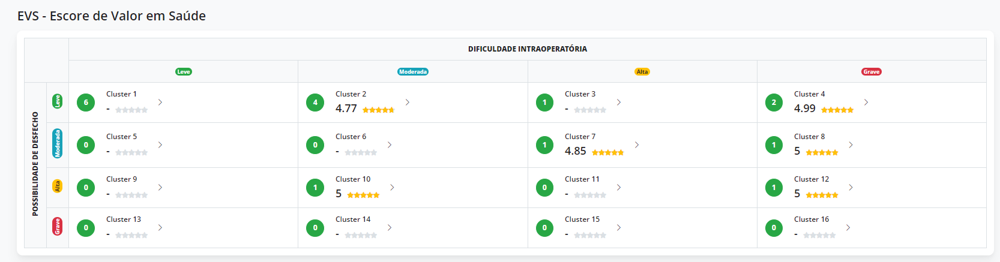 EVS - Escore de Valor em Saúde
DIFICULDADE INTRAOPERATÓRIA
Leve
Moderada
Alta
Grave
POSSIBILIDADE DE DESFECHO
Leve
6
Cluster 1
-
4
Cluster 2
4.77
1
Cluster 3
-
2
Cluster 4
4.99
Moderada
0
Cluster 5
-
0
Cluster 6
-
1
Cluster 7
4.85
1
Cluster 8
5
Alta
0
Cluster 9
-
1
Cluster 10
5
0
Cluster 11
-
1
Cluster 12
5
Grave
0
Cluster 13
-
0
Cluster 14
-
0
Cluster 15
-
0
Cluster 16
-